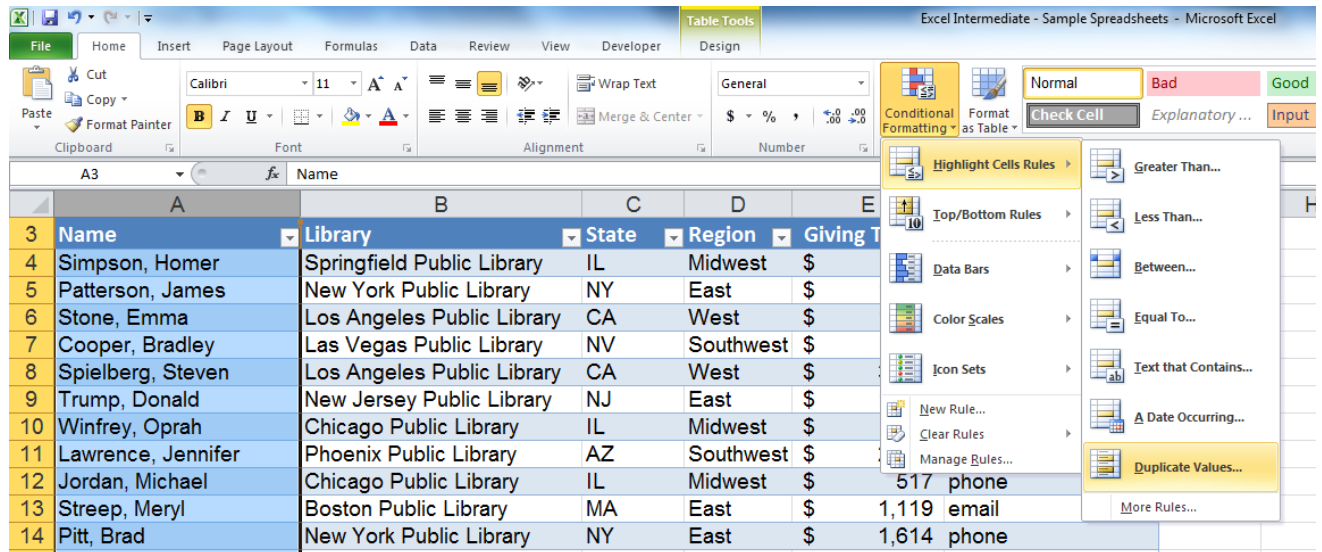 Table Tools
Excel Intermediate - Sample Spreadsheets - Microsoft Excel
File Home Insert Page Layout Formulas Data Review View Developer Design
Cut
Copy
Format Painter
Paste
Clipboard
Calibri 11
B I U
Font
Wrap Text
Merge & Center
Alignment
General
$ % ,
Number
Conditional Formatting
Format as Table
Normal Bad Good
Check Cell Explanatory ... Input
A3 fx Name
A B C D E H
3 Name Library State Region Giving T
4 Simpson, Homer Springfield Public Library IL Midwest $
5 Patterson, James New York Public Library NY East $
6 Stone, Emma Los Angeles Public Library CA West $
7 Cooper, Bradley Las Vegas Public Library NV Southwest $
8 Spielberg, Steven Los Angeles Public Library CA West $
9 Trump, Donald New Jersey Public Library NJ East $
10 Winfrey, Oprah Chicago Public Library IL Midwest $
11 Lawrence, Jennifer Phoenix Public Library AZ Southwest $
12 Jordan, Michael Chicago Public Library IL Midwest $ 517 phone
13 Streep, Meryl Boston Public Library MA East $ 1,119 email
14 Pitt, Brad New York Public Library NY East $ 1,614 phone
Highlight Cells Rules
Top/Bottom Rules
Data Bars
Color Scales
Icon Sets
New Rule...
Clear Rules
Manage Rules...
Greater Than...
Less Than...
Between...
Equal To...
Text that Contains...
A Date Occurring...
Duplicate Values...
More Rules...